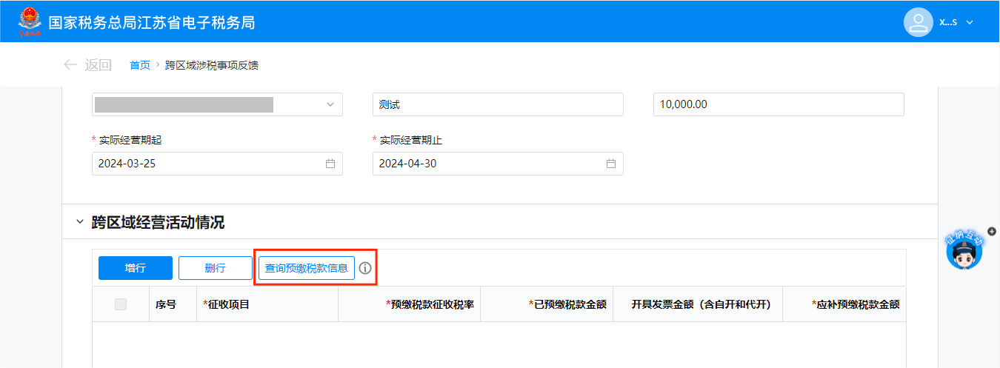 国家税务总局江苏省电子税务局
x...s
返回 首页 > 跨区域涉税事项反馈
测试 10,000.00
* 实际经营期起 * 实际经营期止
2024-03-25 2024-04-30
跨区域经营活动情况
征纳互动
增行 删行 查询预缴税款信息
序号 *征收项目 *预缴税款征收税率 *已预缴税款金额 开具发票金额（含自开和代开） *应补预缴税款金额